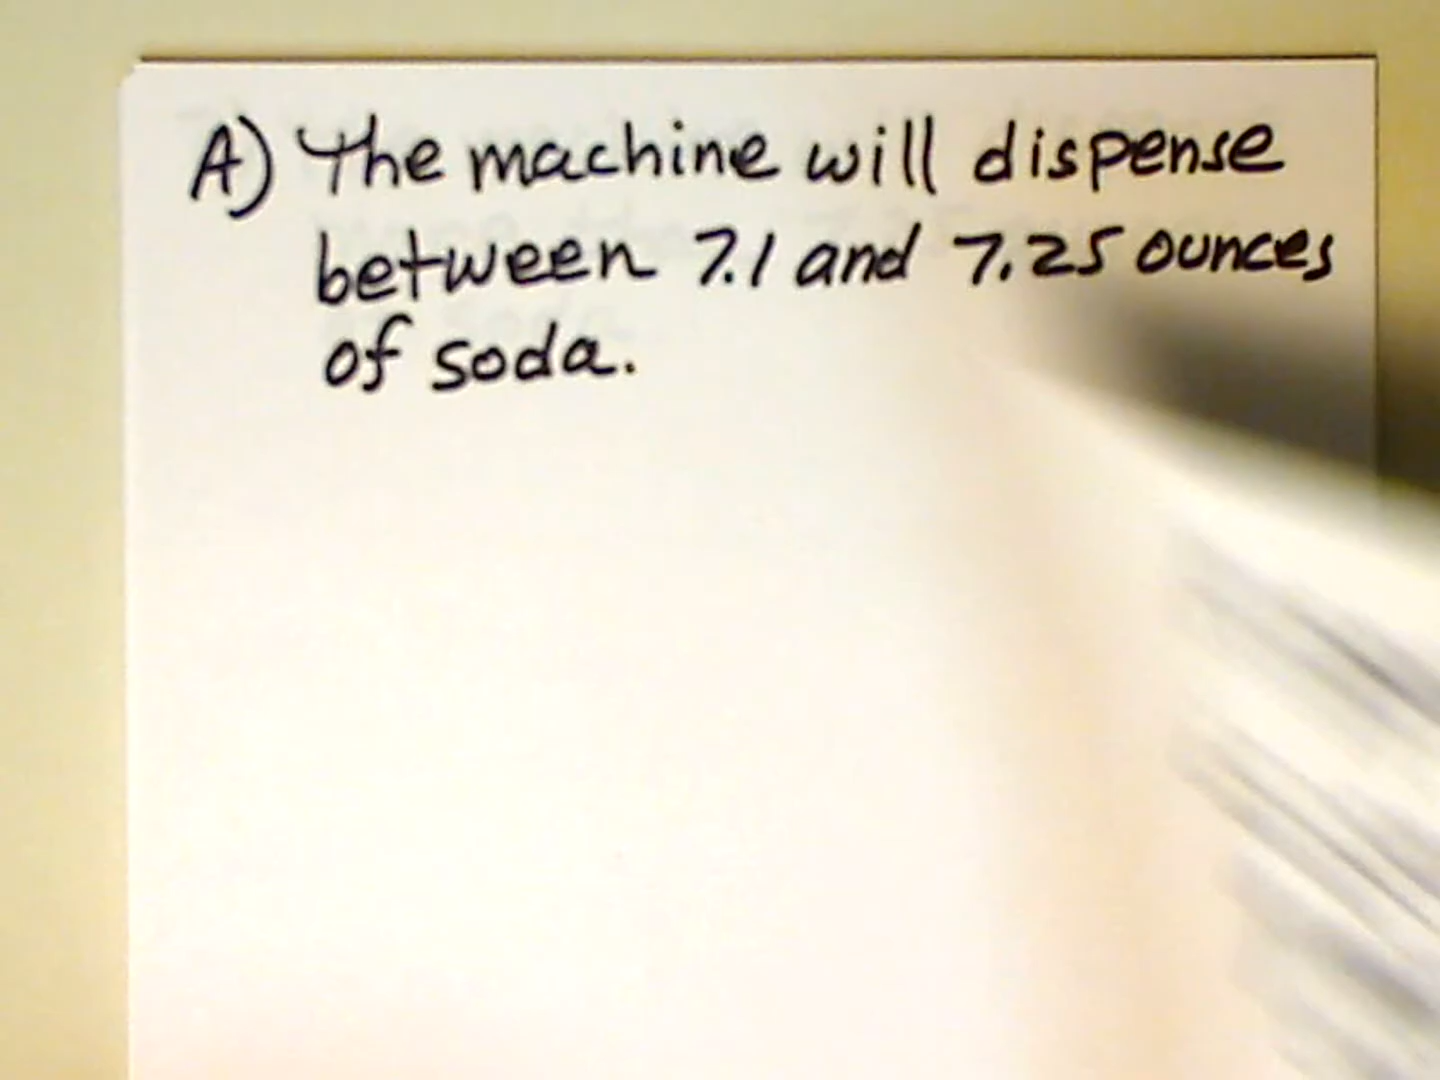 A) The machine will dispense
between 7.1 and 7.25 ounces
of soda.